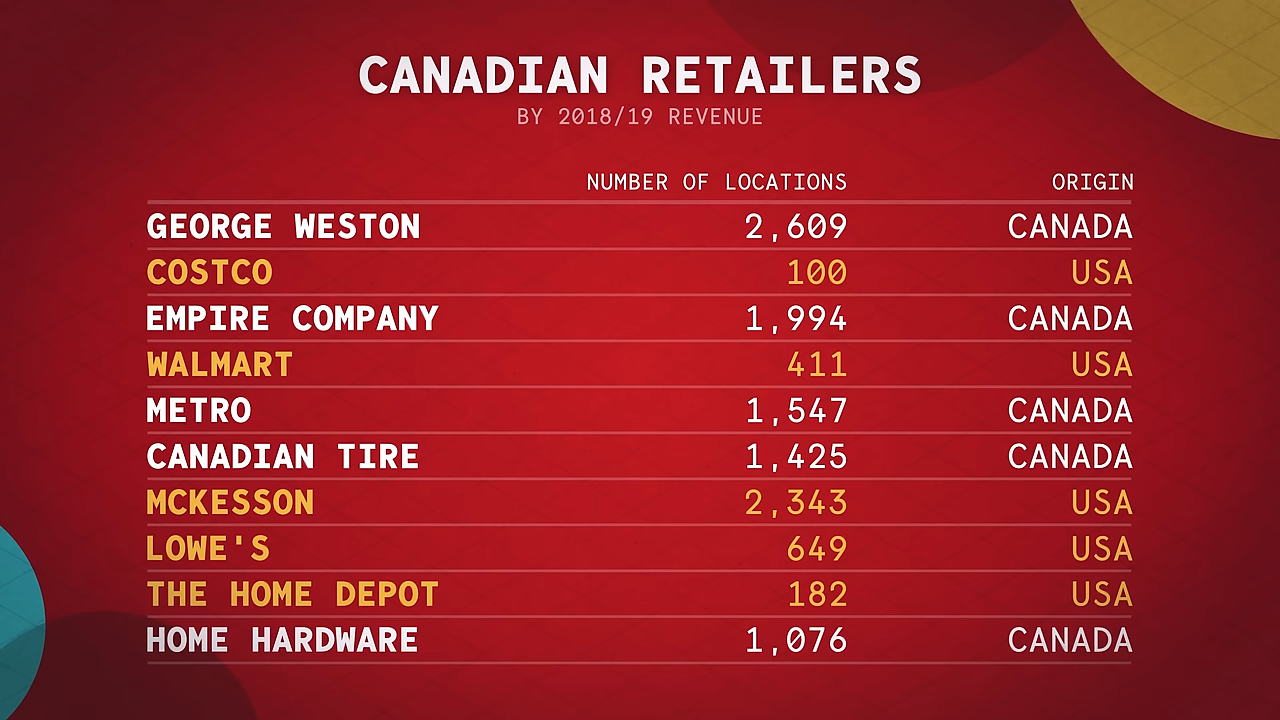 CANADIAN RETAILERS
BY 2018/19 REVENUE
NUMBER OF LOCATIONS ORIGIN
GEORGE WESTON 2,609 CANADA
COSTCO 100 USA
EMPIRE COMPANY 1,994 CANADA
WALMART 411 USA
METRO 1,547 CANADA
CANADIAN TIRE 1,425 CANADA
MCKESSON 2,343 USA
LOWE'S 649 USA
THE HOME DEPOT 182 USA
HOME HARDWARE 1,076 CANADA